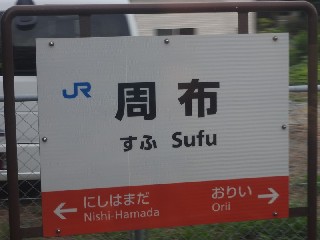 JR
周布
すふ Sufu
← にしはまだ おりい →
Nishi-Hamada Orii